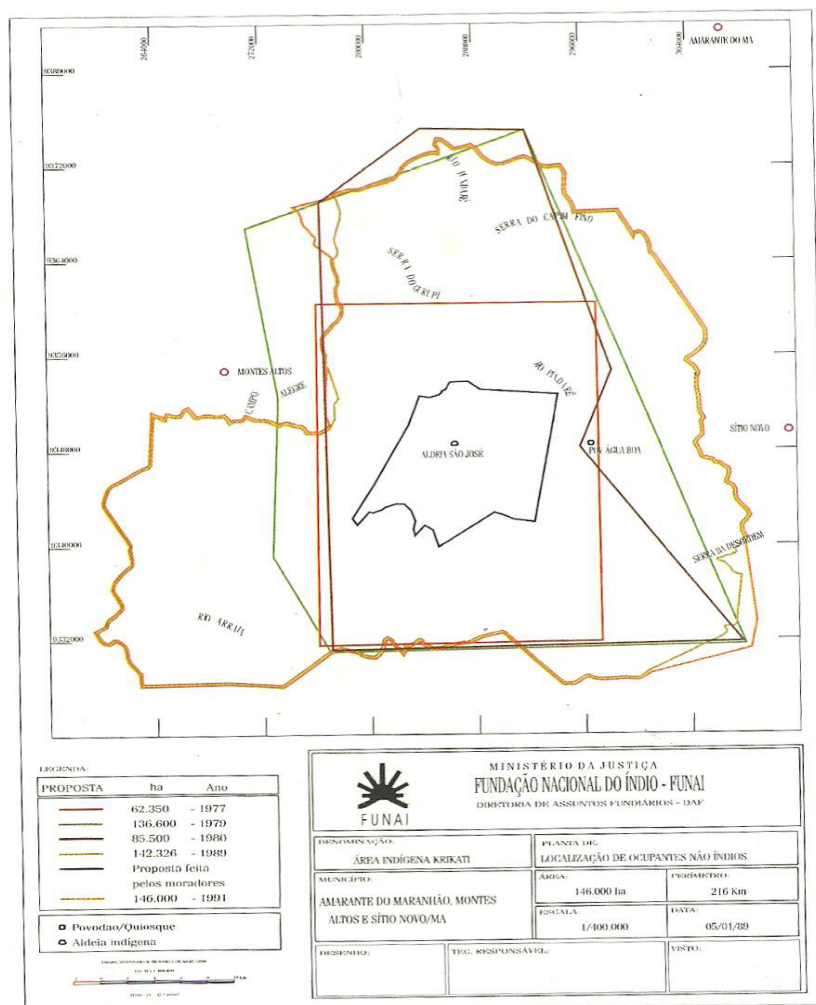 264000
272000
280000
288000
296000
304000
AMARANTE DO MA
9380000
9372000
9364000
9356000
9348000
9340000
9332000
RÃO PINDARÉ
SERRA DO CAPIM FINO
SERRA DO GURUPÍ
MONTES ALTOS
CAMPO ALEGRE
ÃO PINDARÉ
SÍTIO NOVO
ALDEIA SÃO JOSÉ
POV. ÁGUA BOA
SERRA DA DESORDEM
RIO ARRAIA
LEGENDA:
PROPOSTA ha Ano
62.350 - 1977
136.600 - 1979
85.500 - 1980
142.326 - 1989
Proposta feita
pelos moradores
146.000 - 1991
Povodao/Quiosque
Aldeia indígena
FUNAI
MINISTÉRIO DA JUSTIÇA
FUNDAÇÃO NACIONAL DO ÍNDIO - FUNAI
DIRETORIA DE ASSUNTOS FUNDIÁRIOS - DAF
DENOMINAÇÃO:
ÁREA INDÍGENA KRIKATI
PLANTA DE:
LOCALIZAÇÃO DE OCUPANTES NÃO ÍNDIOS
MUNICÍPIO:
AMARANTE DO MARANHÃO, MONTES
ALTOS E SÍTIO NOVO/MA
ÁREA:
146.000 ha
PERÍMETRO:
216 Km
ESCALA:
1/400.000
DATA:
05/01/89
DESENHO:
TEC. RESPONSÁVEL:
VISTO: